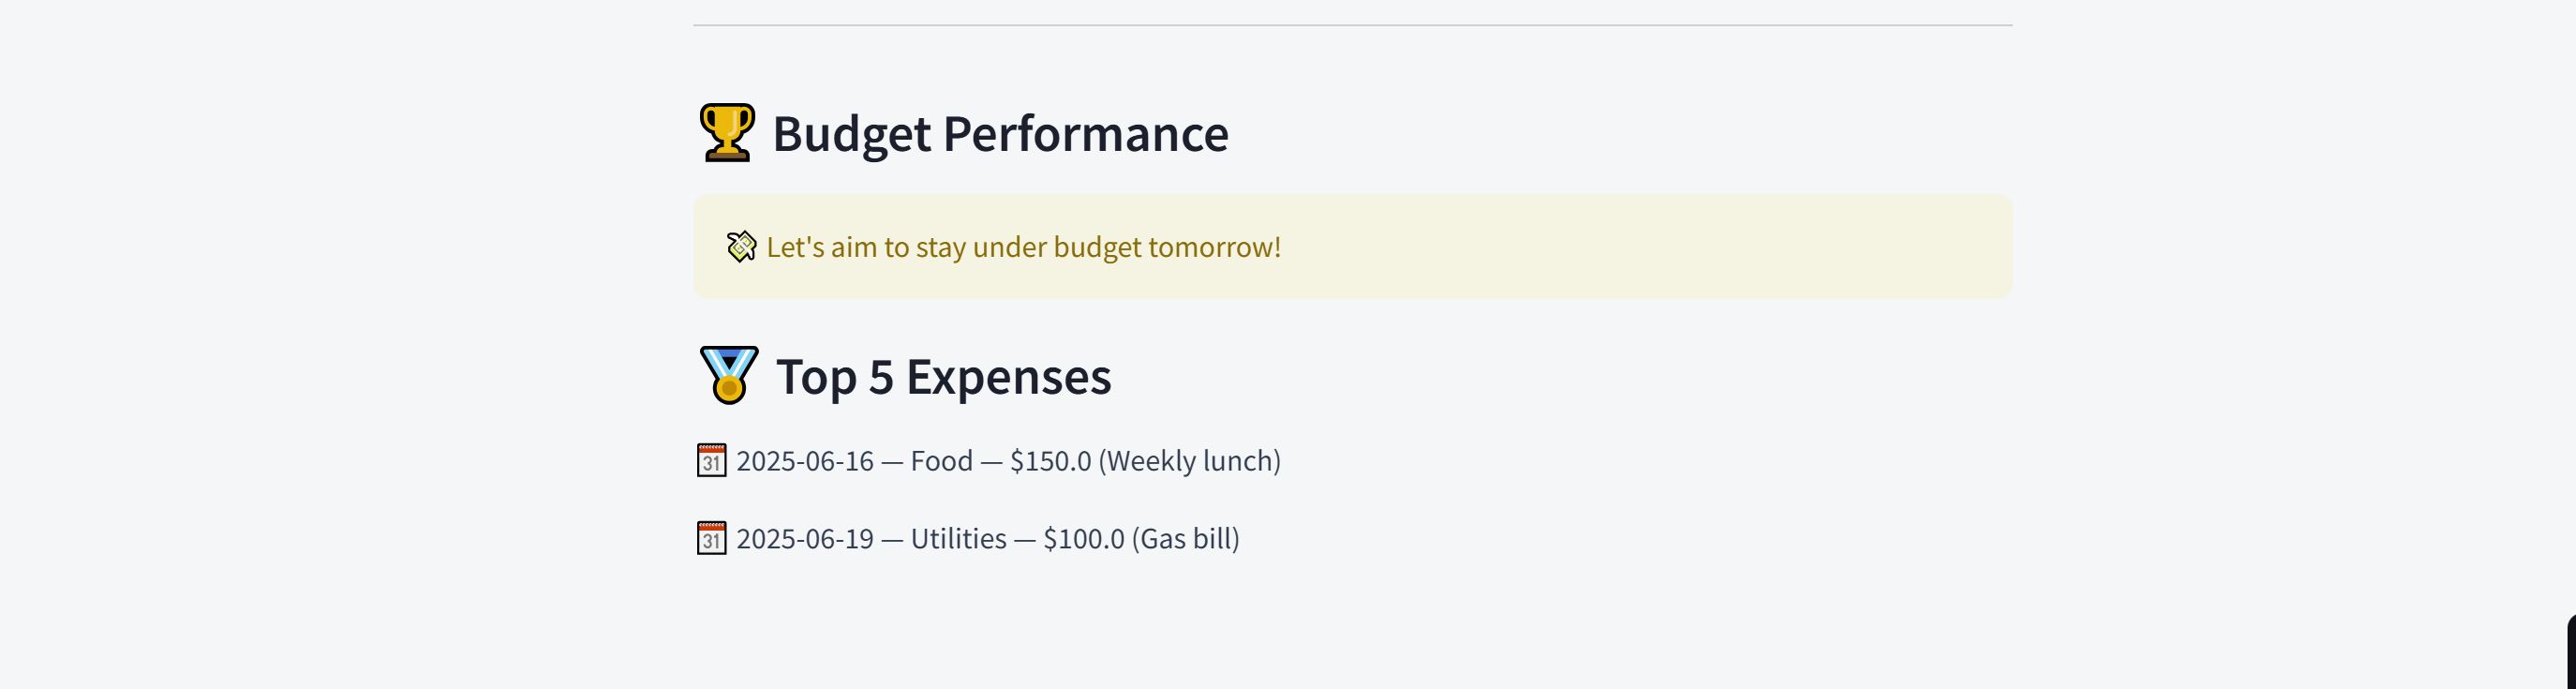 🏆 Budget Performance
💸 Let's aim to stay under budget tomorrow!
🏅 Top 5 Expenses
📅 2025-06-16 — Food — $150.0 (Weekly lunch)
📅 2025-06-19 — Utilities — $100.0 (Gas bill)